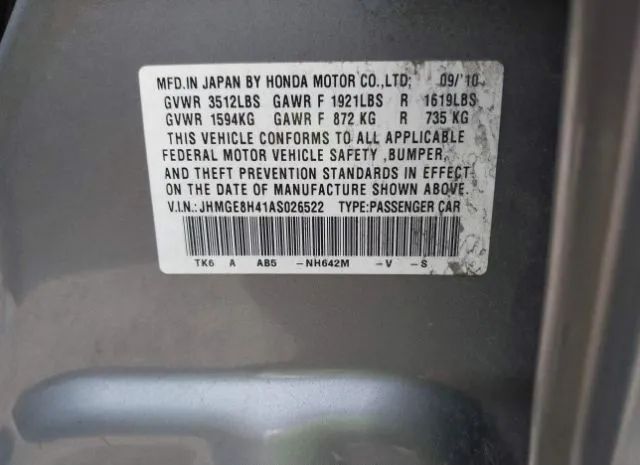 MFD.IN JAPAN BY HONDA MOTOR CO.,LTD; 09/'10
GVWR 3512LBS GAWR F 1921LBS R 1619LBS
GVWR 1594KG GAWR F 872 KG R 735 KG
THIS VEHICLE CONFORMS TO ALL APPLICABLE
FEDERAL MOTOR VEHICLE SAFETY ,BUMPER,
AND THEFT PREVENTION STANDARDS IN EFFECT
ON THE DATE OF MANUFACTURE SHOWN ABOVE.
V.I.N.:JHMGE8H41AS026522 TYPE:PASSENGER CAR
TK6 A AB5 -NH642M -V -S